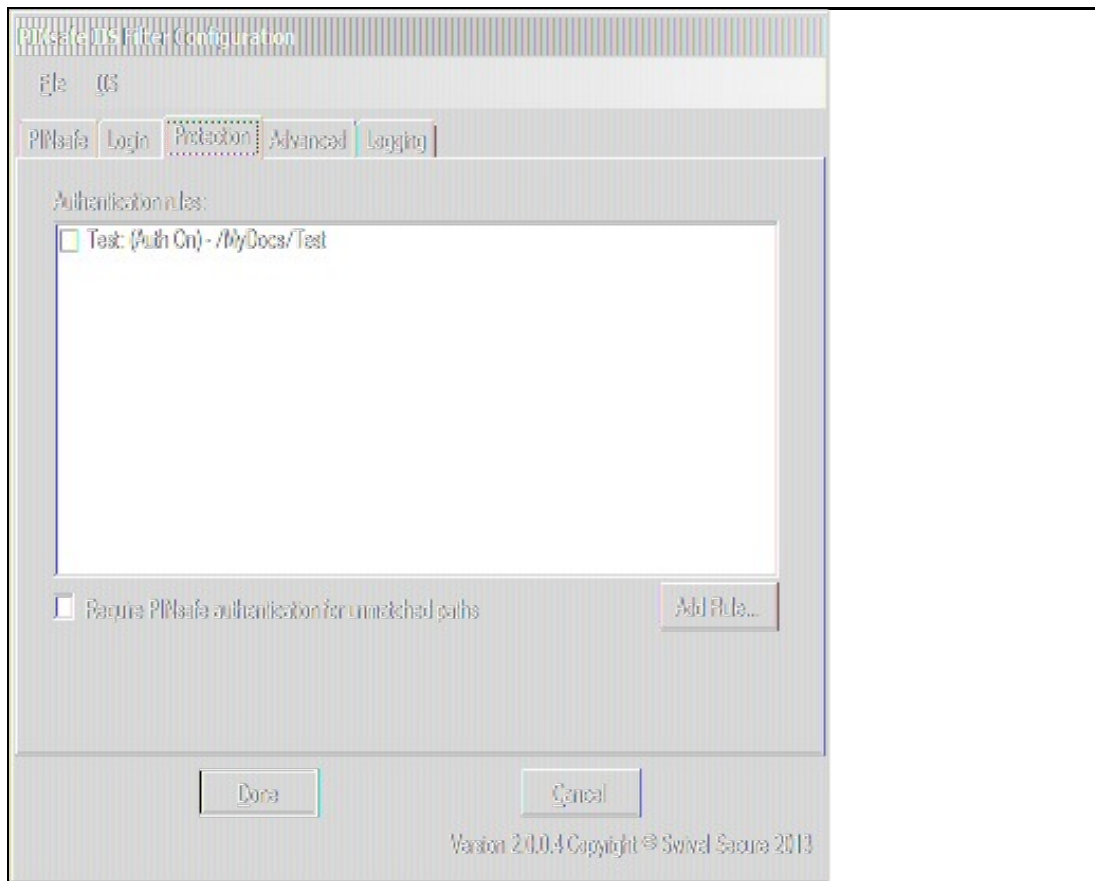 PINsafe IIS Filter Configuration
File IIS
PINsafe Login Protection Advanced Logging
Authentication rules:
Test: (Auth On) - /MyDocs/Test
Require PINsafe authentication for unmatched paths
Add Rule...
Done Cancel
Version 2.0.0.4 Copyright © Swivel Secure 2013